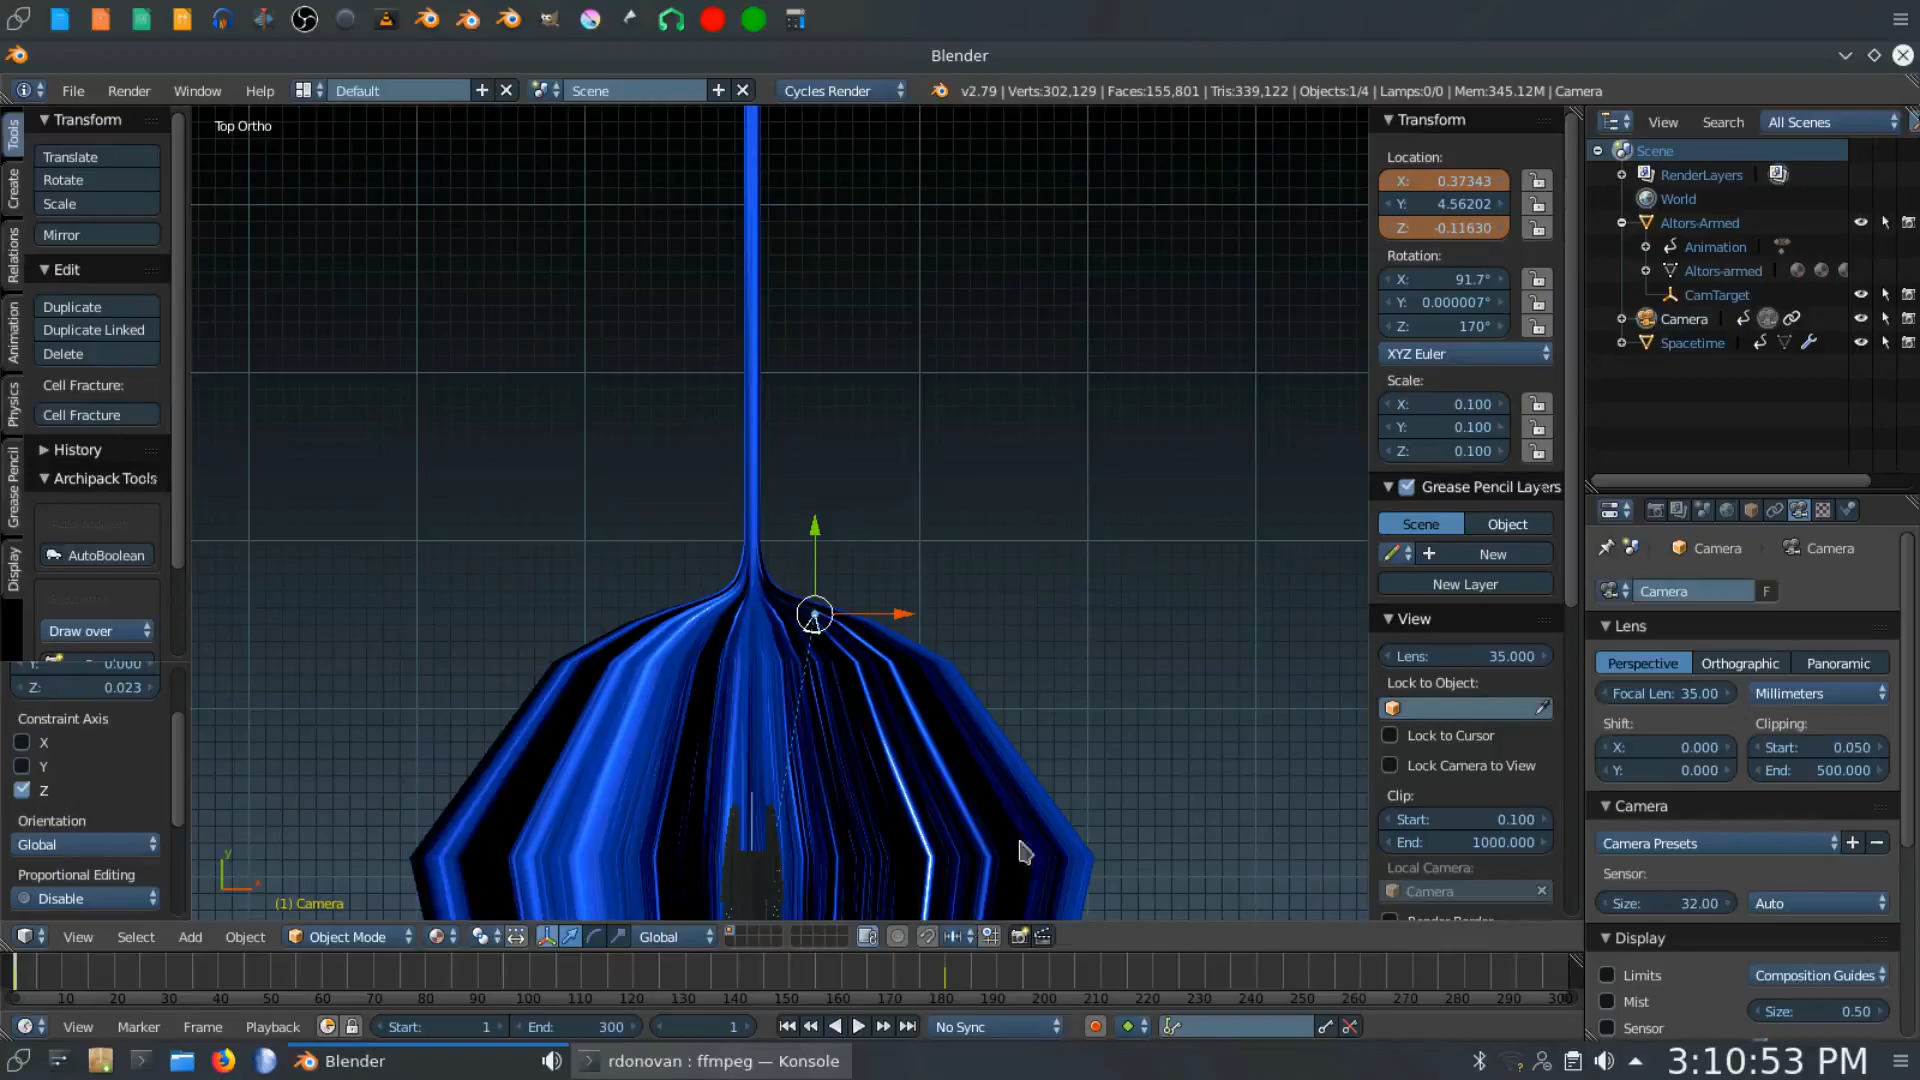 Blender
File Render Window Help Default Scene Cycles Render v2.79 | Verts:302,129 | Faces:155,801 | Tris:339,122 | Objects:1/4 | Lamps:0/0 | Mem:345.12M | Camera
Tools
Create
Relations
Animation
Physics
Grease Pencil
Display
Transform
Translate
Rotate
Scale
Mirror
Edit
Duplicate
Duplicate Linked
Delete
Cell Fracture:
Cell Fracture
History
Archipack Tools
AutoBoolean
Draw over
Y: 0.000
Z: 0.023
Constraint Axis
X
Y
Z
Orientation
Global
Proportional Editing
Disable
Top Ortho
y
(1) Camera
Transform
Location:
X: 0.37343
Y: 4.56202
Z: -0.11630
Rotation:
X: 91.7°
Y: 0.000007°
Z: 170°
XYZ Euler
Scale:
X: 0.100
Y: 0.100
Z: 0.100
Grease Pencil Layers
Scene Object
New
New Layer
View
Lens: 35.000
Lock to Object:
Lock to Cursor
Lock Camera to View
Clip:
Start: 0.100
End: 1000.000
Local Camera:
Camera
Render Border
View Search All Scenes
Scene
RenderLayers
World
Altors-Armed
Animation
Altors-armed
CamTarget
Camera
Spacetime
Camera Camera
Camera F
Lens
Perspective Orthographic Panoramic
Focal Len: 35.00 Millimeters
Shift: Clipping:
X: 0.000 Start: 0.050
Y: 0.000 End: 500.000
Camera
Camera Presets
Sensor:
Size: 32.00 Auto
Display
Limits Composition Guides
Mist
Size: 0.50
Sensor
View Select Add Object Object Mode Global
10 20 30 40 50 60 70 80 90 100 110 120 130 140 150 160 170 180 190 200 210 220 230 240 250 260 270 280 290 300
View Marker Frame Playback Start: 1 End: 300 1 No Sync
Blender rdonovan : ffmpeg — Konsole 3:10:53 PM